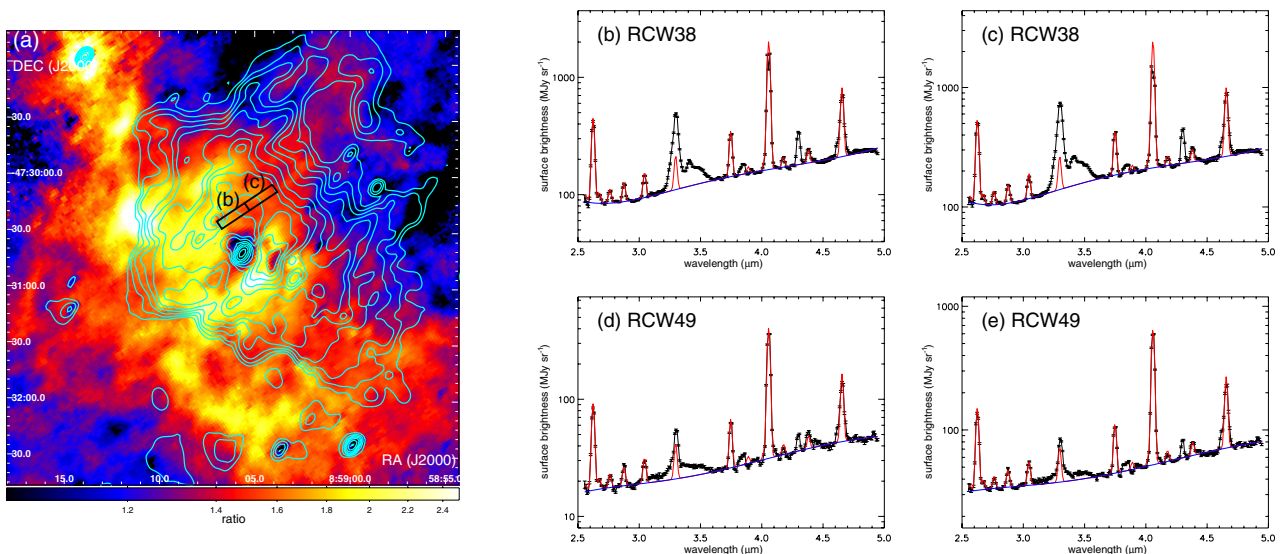 (a)
DEC (J2000)
30.0
-47:30:00.0
(c)
(b)
30.0
31:00.0
30.0
32:00.0
30.0
RA (J2000)
15.0 10.0 05.0 8:59:00.0 58:55.0
1.2 1.4 1.6 1.8 2 2.2 2.4
ratio
(b) RCW38
surface brightness (MJy sr⁻¹)
1000
100
2.5 3.0 3.5 4.0 4.5 5.0
wavelength (μm)
(c) RCW38
surface brightness (MJy sr⁻¹)
1000
100
2.5 3.0 3.5 4.0 4.5 5.0
wavelength (μm)
(d) RCW49
surface brightness (MJy sr⁻¹)
100
10
2.5 3.0 3.5 4.0 4.5 5.0
wavelength (μm)
(e) RCW49
surface brightness (MJy sr⁻¹)
1000
100
2.5 3.0 3.5 4.0 4.5 5.0
wavelength (μm)